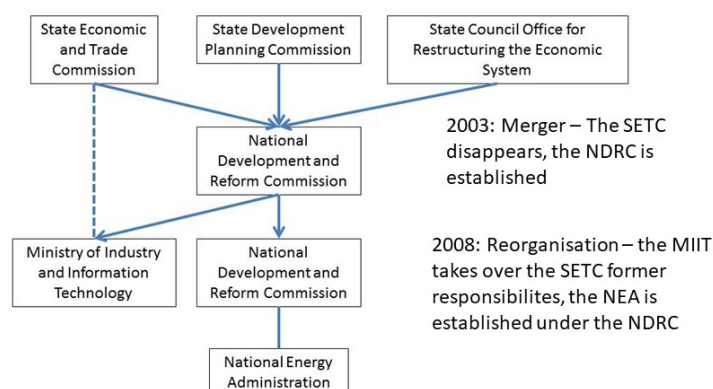 State Economic
and Trade
Commission
State Development
Planning Commission
State Council Office for
Restructuring the Economic
System
National
Development and
Reform Commission
2003: Merger – The SETC
disappears, the NDRC is
established
Ministry of Industry
and Information
Technology
National
Development and
Reform Commission
2008: Reorganisation – the MIIT
takes over the SETC former
responsibilites, the NEA is
established under the NDRC
National Energy
Administration